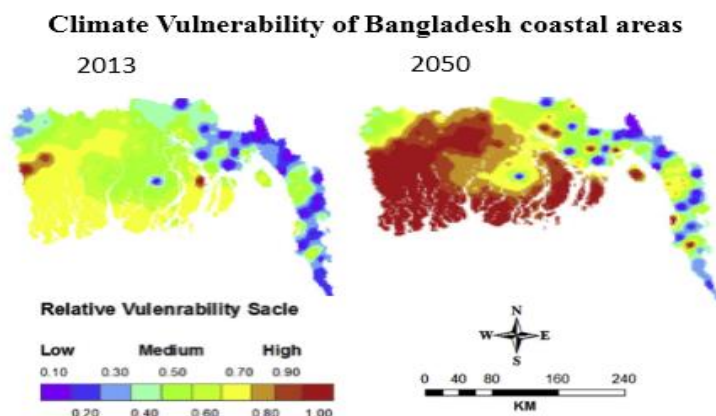 Climate Vulnerability of Bangladesh coastal areas
2013
2050
Relative Vulenrability Sacle
Low Medium High
0.10 0.30 0.50 0.70 0.90
0.20 0.40 0.60 0.80 1.00
N
W E
S
0 20 40 80 160 240
KM